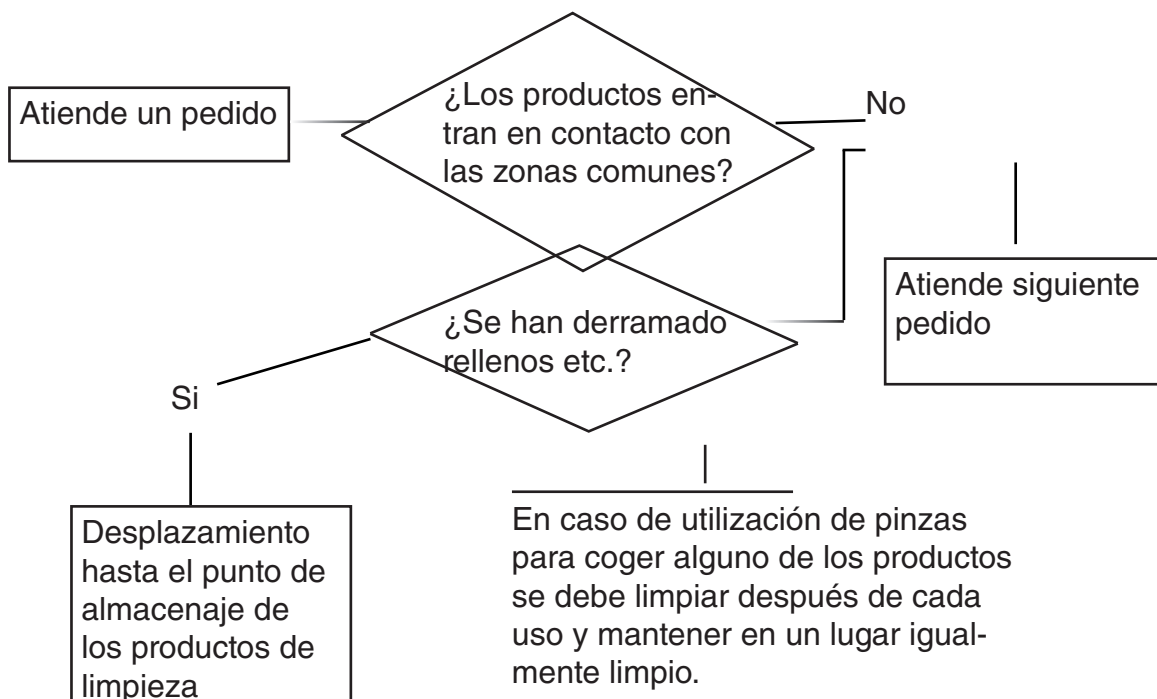 Atiende un pedido
¿Los productos en-
tran en contacto con
las zonas comunes?
No
Atiende siguiente
pedido
¿Se han derramado
rellenos etc.?
Si
Desplazamiento
hasta el punto de
almacenaje de
los productos de
limpieza
En caso de utilización de pinzas
para coger alguno de los productos
se debe limpiar después de cada
uso y mantener en un lugar igual-
mente limpio.